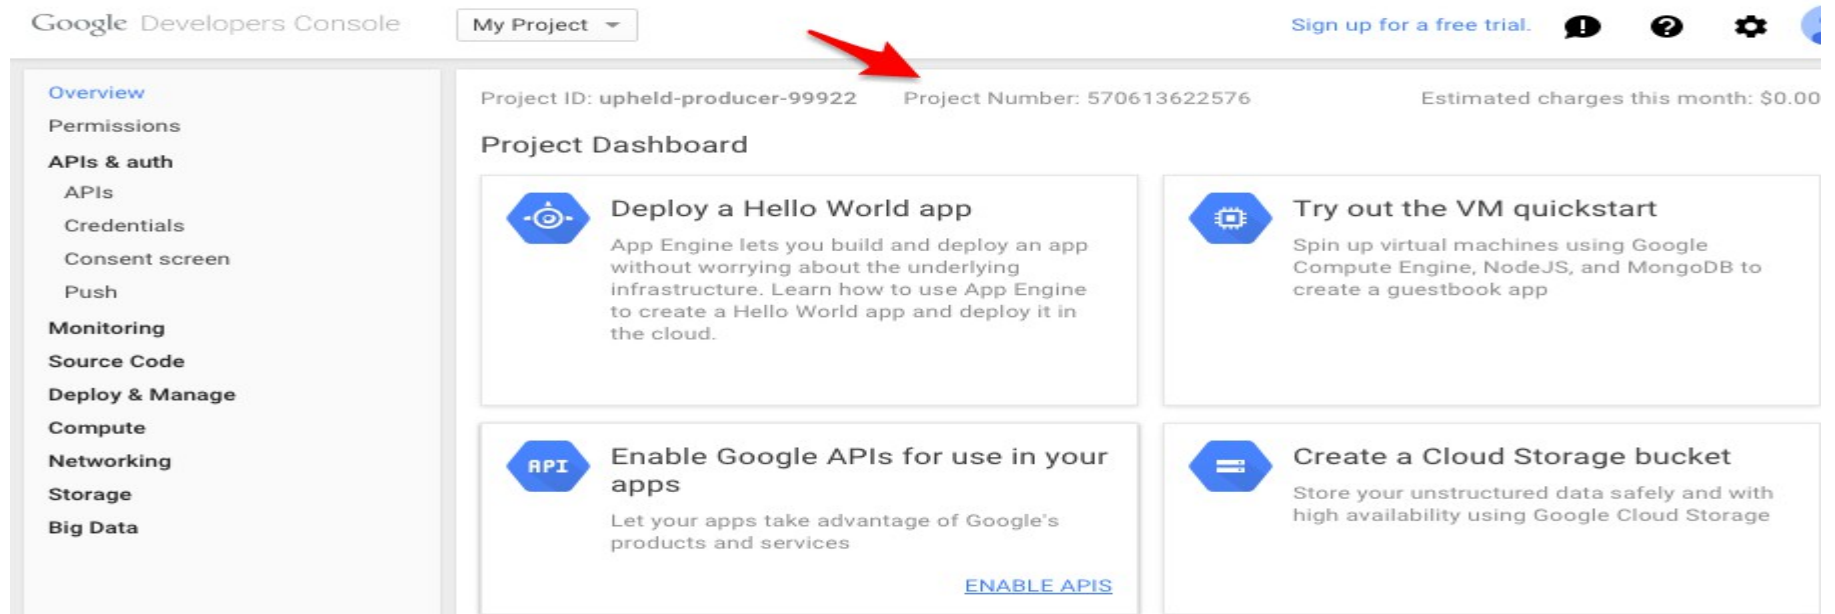 Google Developers Console
My Project
Sign up for a free trial.
Overview
Permissions
APIs & auth
APIs
Credentials
Consent screen
Push
Monitoring
Source Code
Deploy & Manage
Compute
Networking
Storage
Big Data
Project ID: upheld-producer-99922 Project Number: 570613622576 Estimated charges this month: $0.00
Project Dashboard
Deploy a Hello World app
App Engine lets you build and deploy an app
without worrying about the underlying
infrastructure. Learn how to use App Engine
to create a Hello World app and deploy it in
the cloud.
Try out the VM quickstart
Spin up virtual machines using Google
Compute Engine, NodeJS, and MongoDB to
create a guestbook app
API
Enable Google APIs for use in your
apps
Let your apps take advantage of Google's
products and services
ENABLE APIS
Create a Cloud Storage bucket
Store your unstructured data safely and with
high availability using Google Cloud Storage